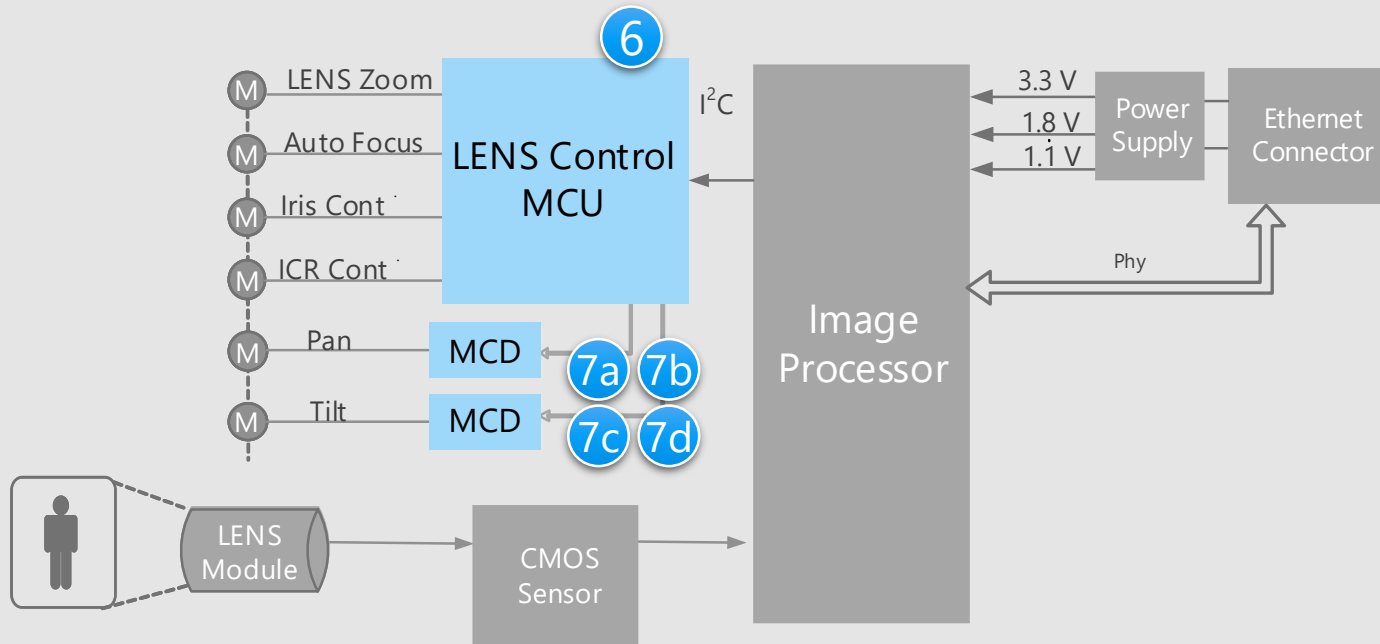 6
M
LENS Zoom
I²C
3.3 V
Power
Supply
Ethernet
Connector
1.8 V
1.1 V
M
Auto Focus
LENS Control
MCU
M
Iris Cont
M
ICR Cont
Phy
Image
Processor
M
Pan
MCD
7a
7b
M
Tilt
MCD
7c
7d
LENS
Module
CMOS
Sensor